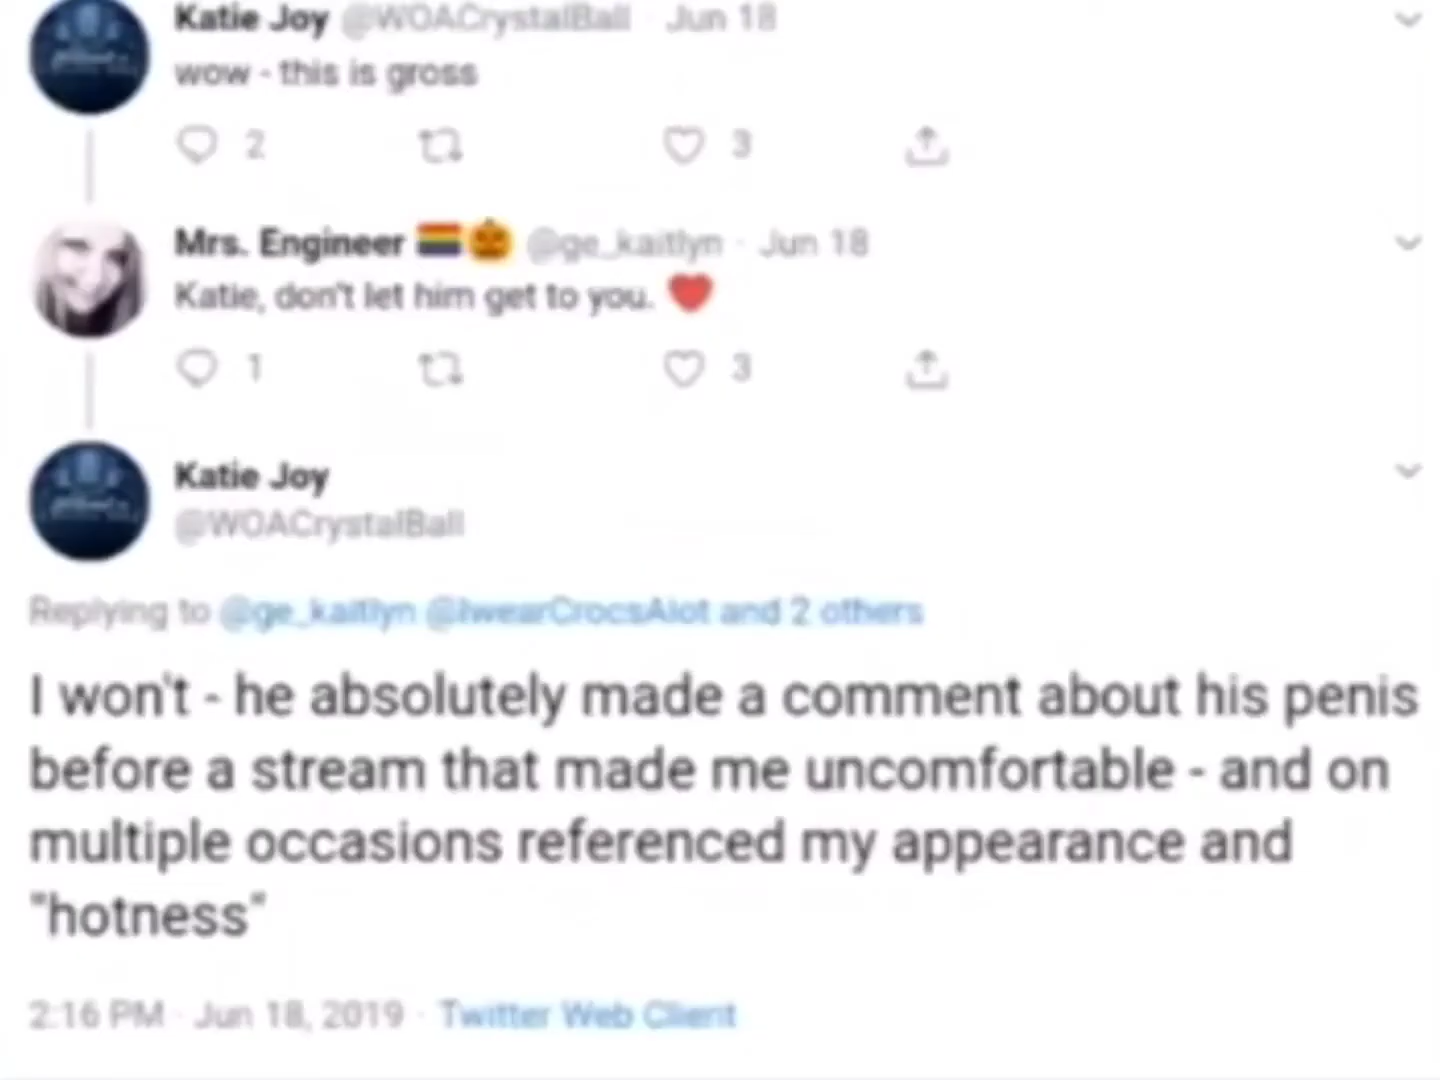 Katie Joy @WOACrystalBall · Jun 18
wow - this is gross
2 3
Mrs. Engineer 🏳️‍🌈🎃 @ge_kaitlyn · Jun 18
Katie, don't let him get to you. ❤️
1 3
Katie Joy
@WOACrystalBall
Replying to @ge_kaitlyn @IwearCrocsAlot and 2 others
I won't - he absolutely made a comment about his penis
before a stream that made me uncomfortable - and on
multiple occasions referenced my appearance and
"hotness"
2:16 PM · Jun 18, 2019 · Twitter Web Client